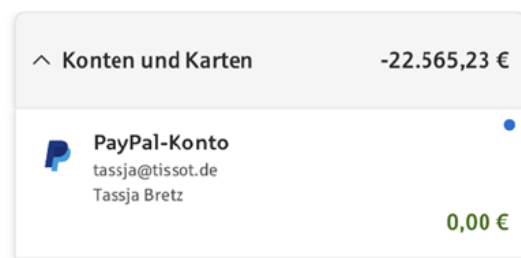 Konten und Karten -22.565,23 €
PayPal-Konto
tassja@tissot.de
Tassja Bretz
0,00 €